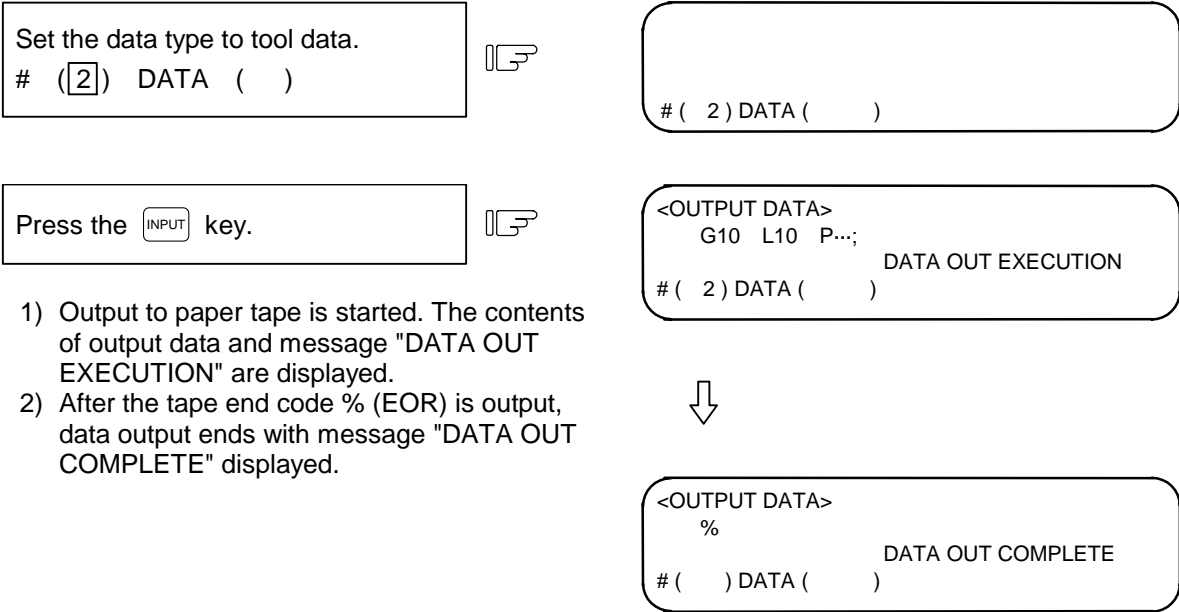 Set the data type to tool data.
# (2) DATA ( )
# ( 2 ) DATA ( )
Press the INPUT key.
<OUTPUT DATA>
G10 L10 P···;
DATA OUT EXECUTION
# ( 2 ) DATA ( )
1) Output to paper tape is started. The contents
of output data and message "DATA OUT
EXECUTION" are displayed.
2) After the tape end code % (EOR) is output,
data output ends with message "DATA OUT
COMPLETE" displayed.
<OUTPUT DATA>
%
DATA OUT COMPLETE
# ( ) DATA ( )